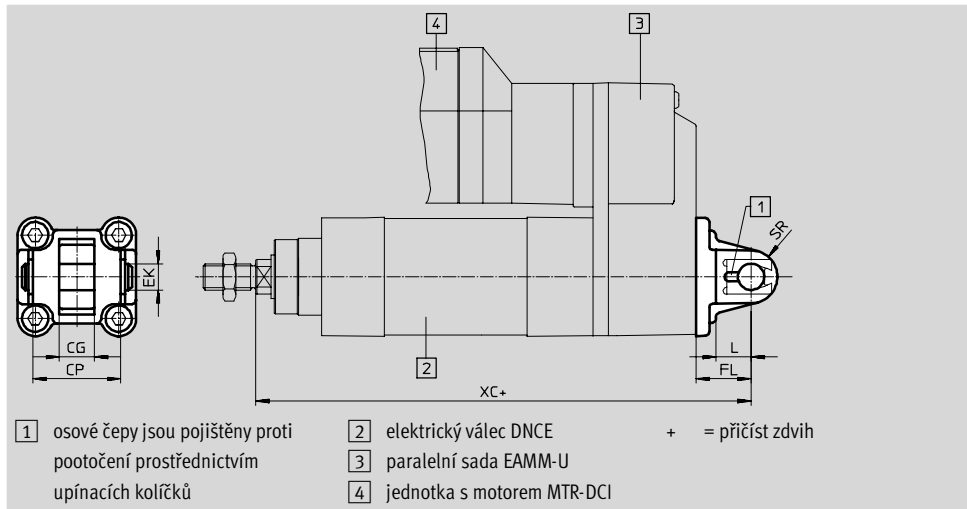 4
3
1
SR
EK
CG
CP
2
L
FL
XC+
1 osové čepy jsou pojištěny proti
pootočení prostřednictvím
upínacích kolíčků
2 elektrický válec DNCE
3 paralelní sada EAMM-U
4 jednotka s motorem MTR-DCI
+ = přičíst zdvih